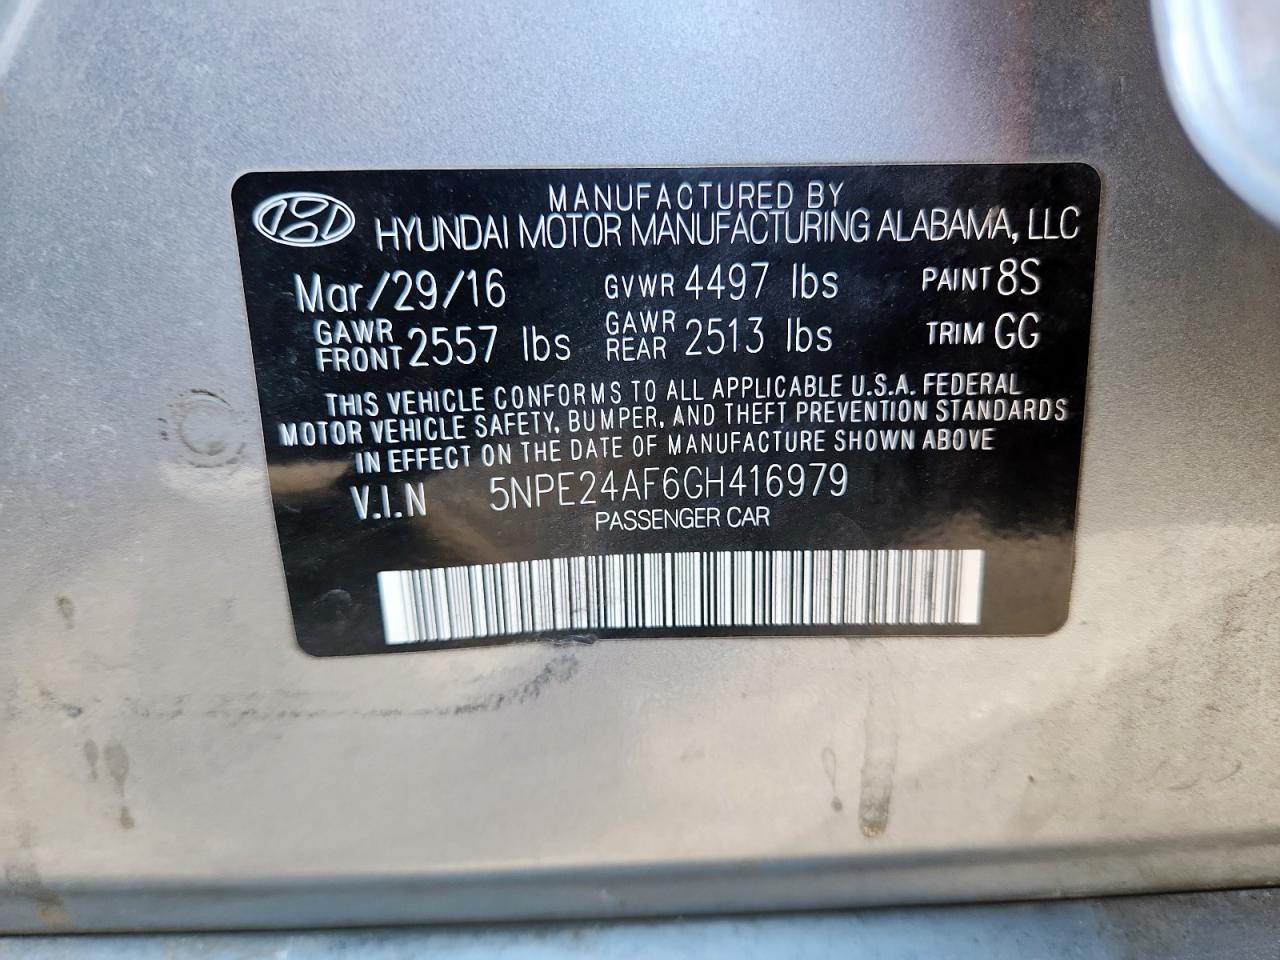 MANUFACTURED BY
HYUNDAI MOTOR MANUFACTURING ALABAMA, LLC
Mar/29/16 GVWR 4497 lbs PAINT 8S
GAWR FRONT 2557 lbs GAWR REAR 2513 lbs TRIM GG
THIS VEHICLE CONFORMS TO ALL APPLICABLE U.S.A. FEDERAL
MOTOR VEHICLE SAFETY, BUMPER, AND THEFT PREVENTION STANDARDS
IN EFFECT ON THE DATE OF MANUFACTURE SHOWN ABOVE
V.I.N 5NPE24AF6GH416979
PASSENGER CAR